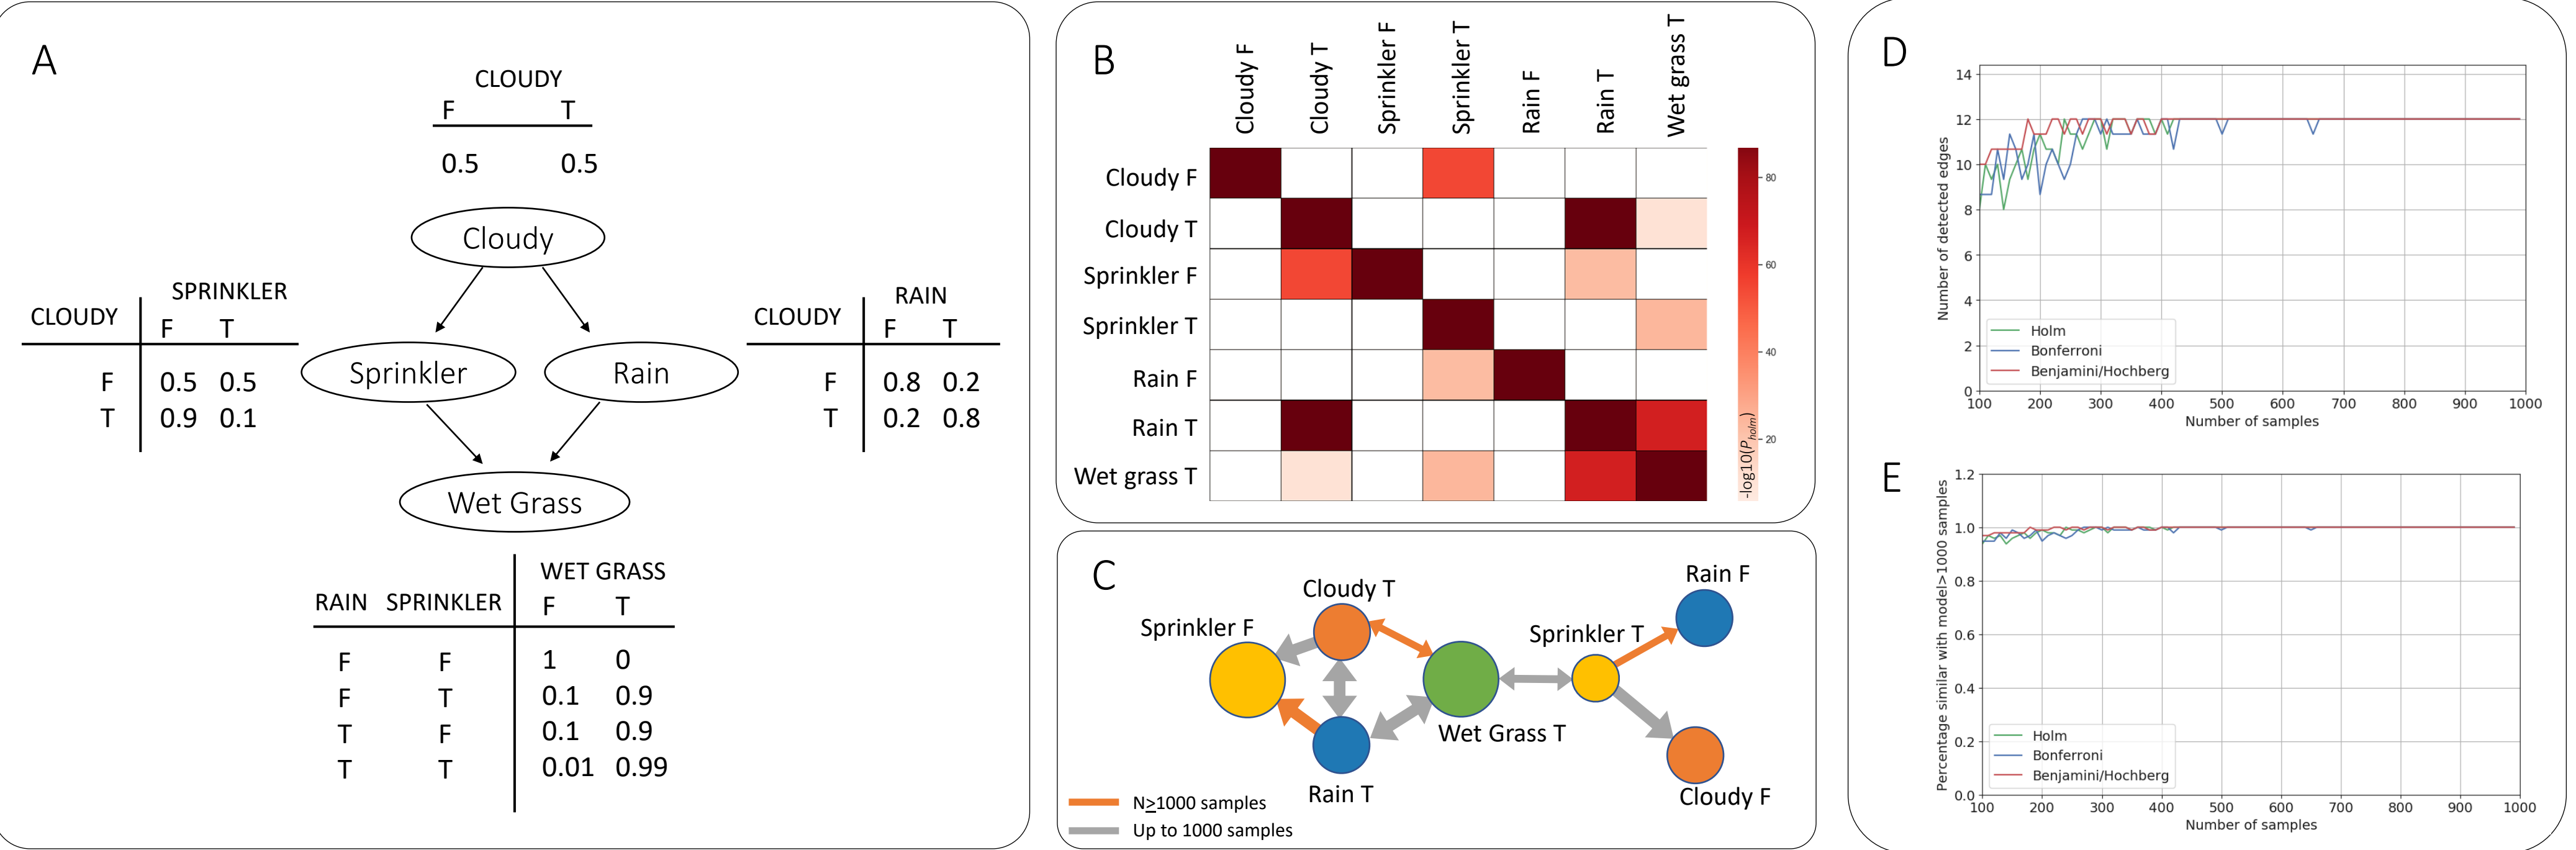 A
CLOUDY
F T
0.5 0.5
Cloudy
SPRINKLER
CLOUDY F T
F 0.5 0.5
T 0.9 0.1
RAIN
CLOUDY F T
F 0.8 0.2
T 0.2 0.8
Sprinkler
Rain
Wet Grass
WET GRASS
RAIN SPRINKLER F T
F F 1 0
F T 0.1 0.9
T F 0.1 0.9
T T 0.01 0.99
B
Cloudy F
Cloudy T
Sprinkler F
Sprinkler T
Rain F
Rain T
Wet grass T
Cloudy F
Cloudy T
Sprinkler F
Sprinkler T
Rain F
Rain T
Wet grass T
80
60
40
20
-log10(Pholm)
C
Rain F
Cloudy T
Sprinkler F
Sprinkler T
Wet Grass T
Rain T
Cloudy F
N≥1000 samples
Up to 1000 samples
D
Number of detected edges
14
12
10
8
6
4
2
0
Holm
Bonferroni
Benjamini/Hochberg
100 200 300 400 500 600 700 800 900 1000
Number of samples
E
Percentage similar with model>1000 samples
1.2
1.0
0.8
0.6
0.4
0.2
0.0
Holm
Bonferroni
Benjamini/Hochberg
100 200 300 400 500 600 700 800 900 1000
Number of samples